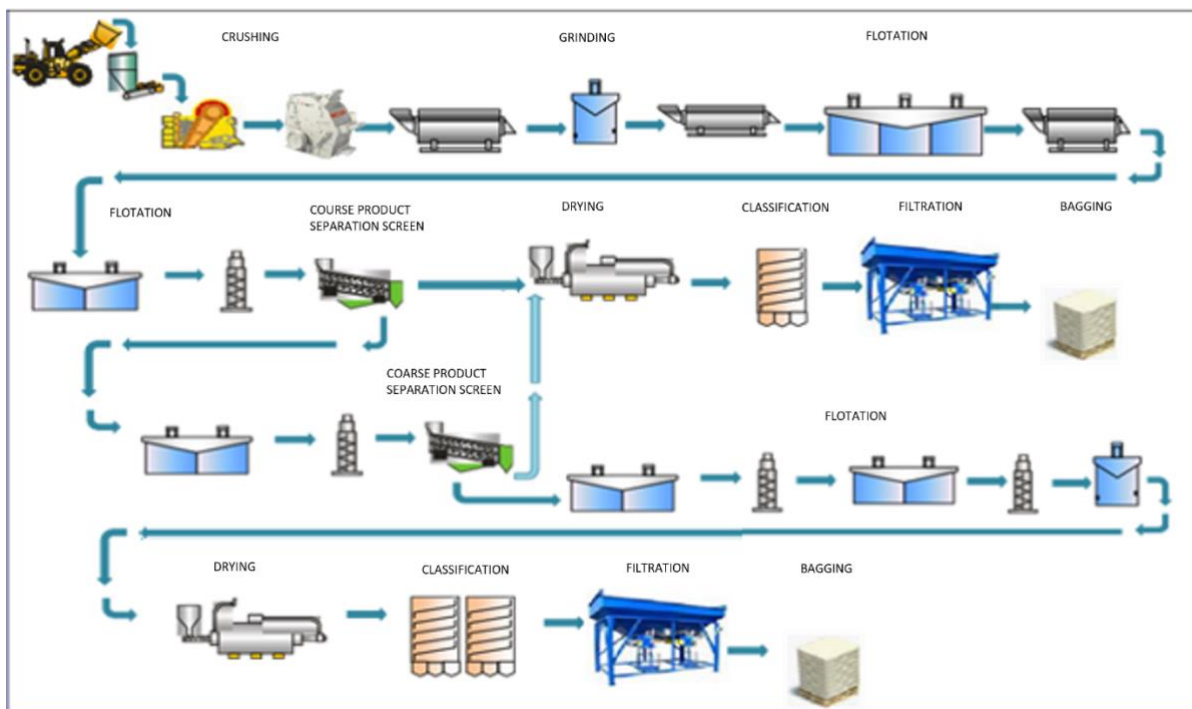 CRUSHING
GRINDING
FLOTATION
FLOTATION
COURSE PRODUCT
SEPARATION SCREEN
DRYING
CLASSIFICATION
FILTRATION
BAGGING
COARSE PRODUCT
SEPARATION SCREEN
FLOTATION
DRYING
CLASSIFICATION
FILTRATION
BAGGING